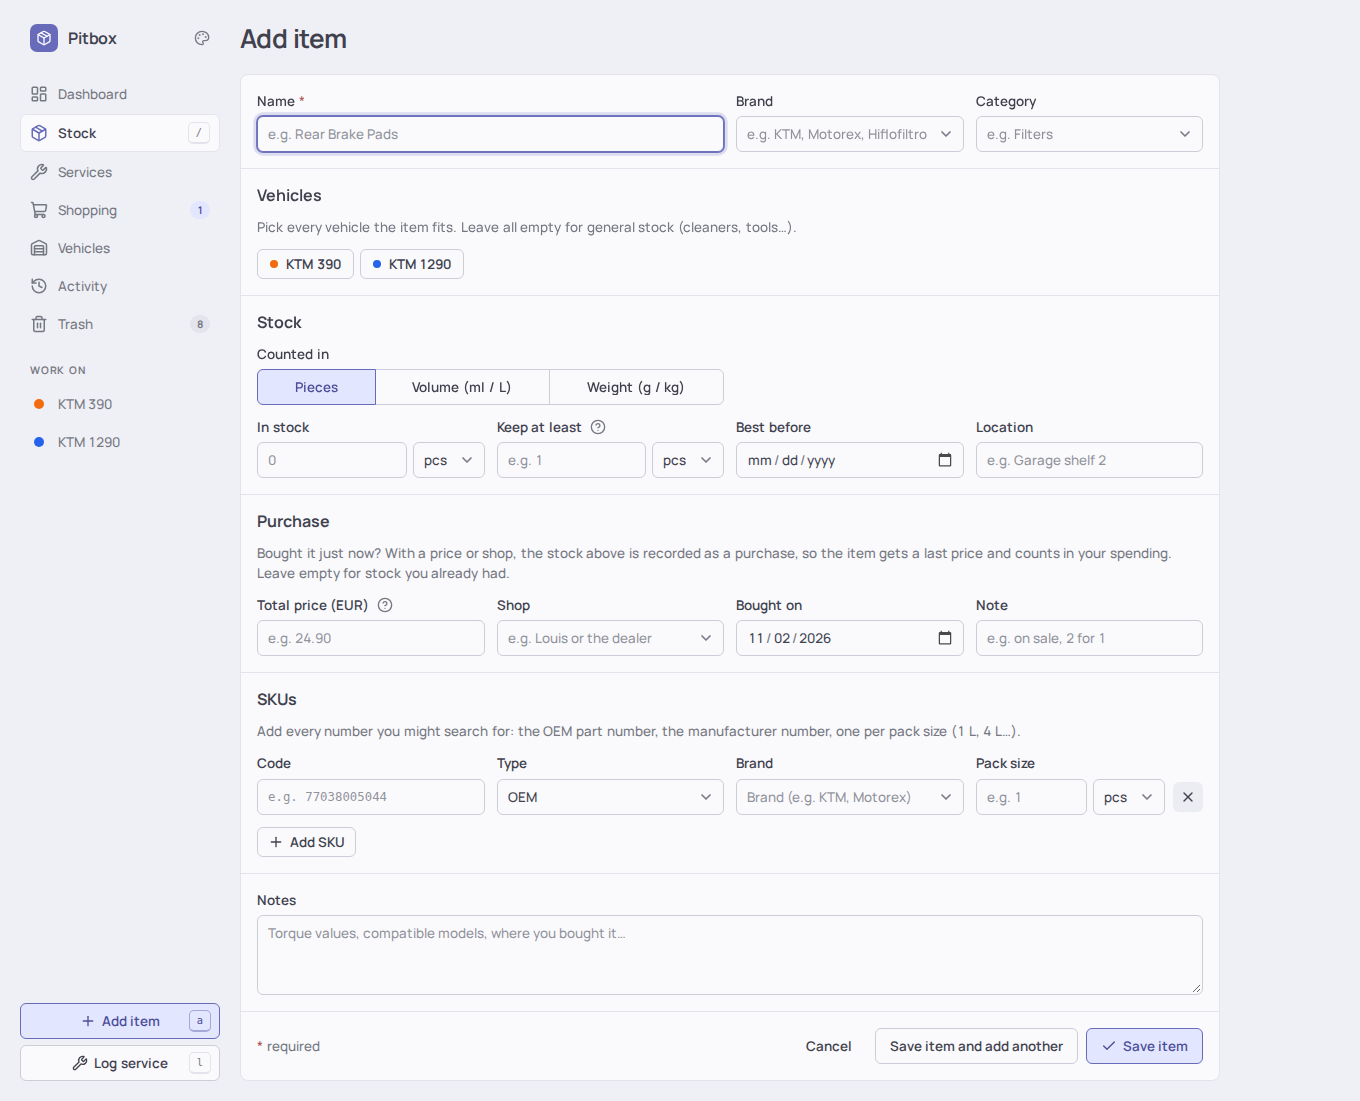 Pitbox
Add item
Dashboard
Stock /
Services
Shopping 1
Vehicles
Activity
Trash 8
WORK ON
KTM 390
KTM 1290
Add item a
Log service l
Name * Brand Category
e.g. Rear Brake Pads e.g. KTM, Motorex, Hiflofiltro e.g. Filters
Vehicles
Pick every vehicle the item fits. Leave all empty for general stock (cleaners, tools…).
KTM 390 KTM 1290
Stock
Counted in
Pieces Volume (ml / L) Weight (g / kg)
In stock Keep at least Best before Location
0 pcs e.g. 1 pcs mm/dd/yyyy e.g. Garage shelf 2
Purchase
Bought it just now? With a price or shop, the stock above is recorded as a purchase, so the item gets a last price and counts in your spending.
Leave empty for stock you already had.
Total price (EUR) Shop Bought on Note
e.g. 24.90 e.g. Louis or the dealer 11/02/2026 e.g. on sale, 2 for 1
SKUs
Add every number you might search for: the OEM part number, the manufacturer number, one per pack size (1 L, 4 L…).
Code Type Brand Pack size
e.g. 77038005044 OEM Brand (e.g. KTM, Motorex) e.g. 1 pcs
Add SKU
Notes
Torque values, compatible models, where you bought it…
* required Cancel Save item and add another Save item